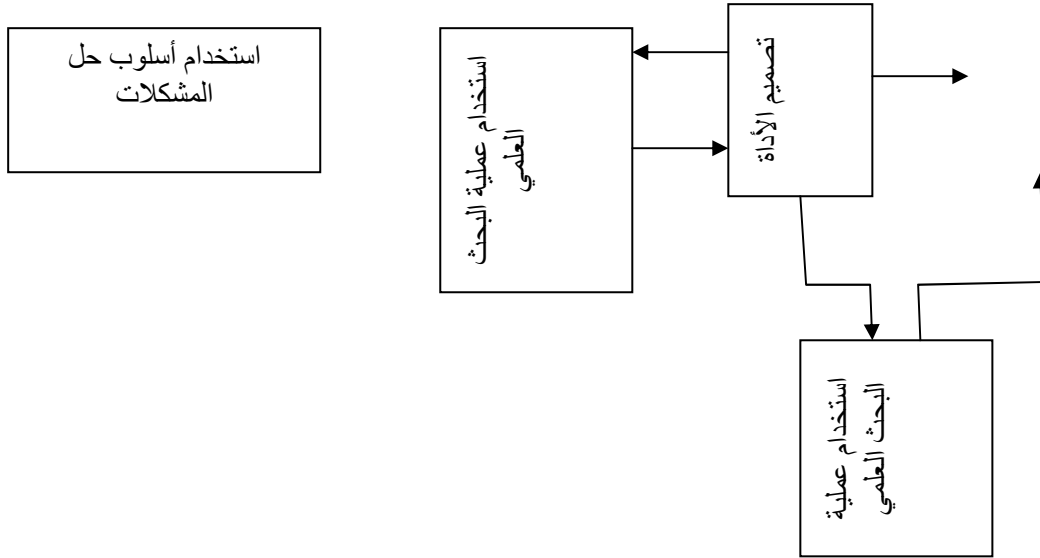 استخدام أسلوب حل
المشكلات
تصميم الأداة
استخدام عملية البحث
العلمي
استخدام عملية
البحث العلمي